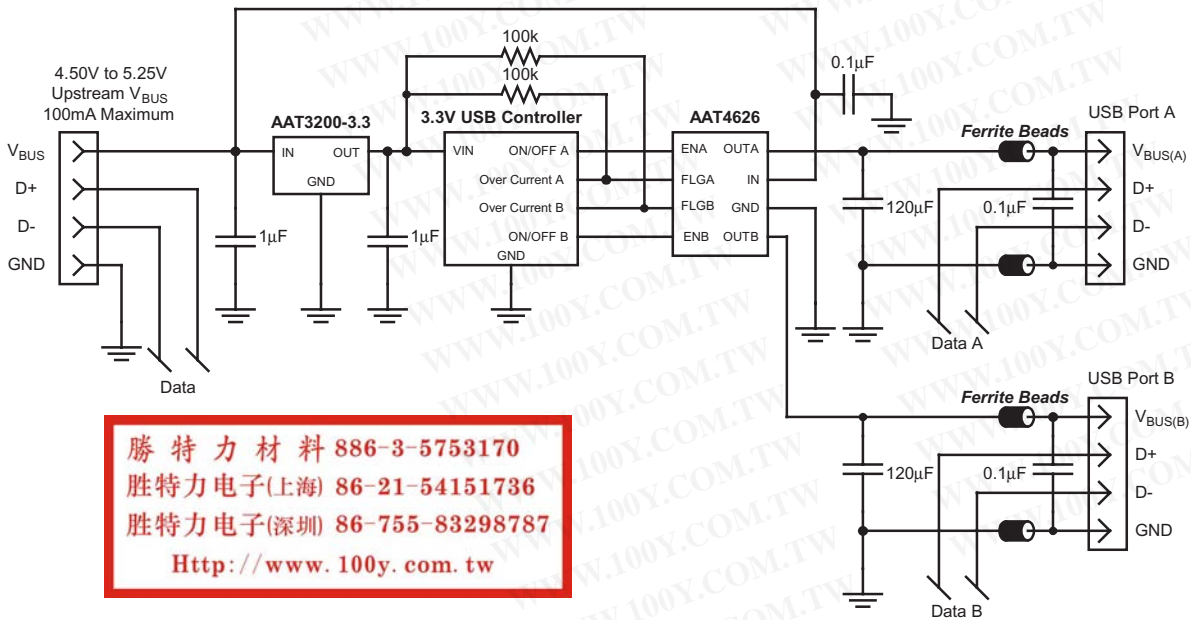 4.50V to 5.25V
Upstream VBUS
100mA Maximum
VBUS
D+
D-
GND
Data
1μF
AAT3200-3.3
IN
OUT
GND
1μF
100k
100k
3.3V USB Controller
VIN
ON/OFF A
Over Current A
Over Current B
ON/OFF B
GND
AAT4626
ENA
OUTA
FLGA
IN
FLGB
GND
ENB
OUTB
0.1μF
Ferrite Beads
120μF
0.1μF
USB Port A
VBUS(A)
D+
D-
GND
Data A
Ferrite Beads
120μF
0.1μF
USB Port B
VBUS(B)
D+
D-
GND
Data B
勝特力材料 886-3-5753170
胜特力电子(上海) 86-21-54151736
胜特力电子(深圳) 86-755-83298787
Http://www.100y.com.tw
WWW.100Y.COM.TW